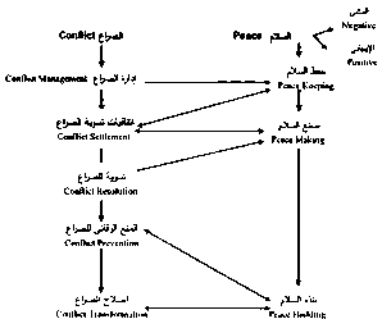 Conflict الصراع
Peace السلام
السلبي
Negative
الإيجابي
Positive
Conflict Management إدارة الصراع
حفظ السلام
Peace Keeping
اتفاقيات تسوية الصراع
Conflict Settlement
صنع السلام
Peace Making
تسوية الصراع
Conflict Resolution
المنع الوقائي للصراع
Conflict Prevention
إصلاح الصراع
Conflict Transformation
بناء السلام
Peace Building